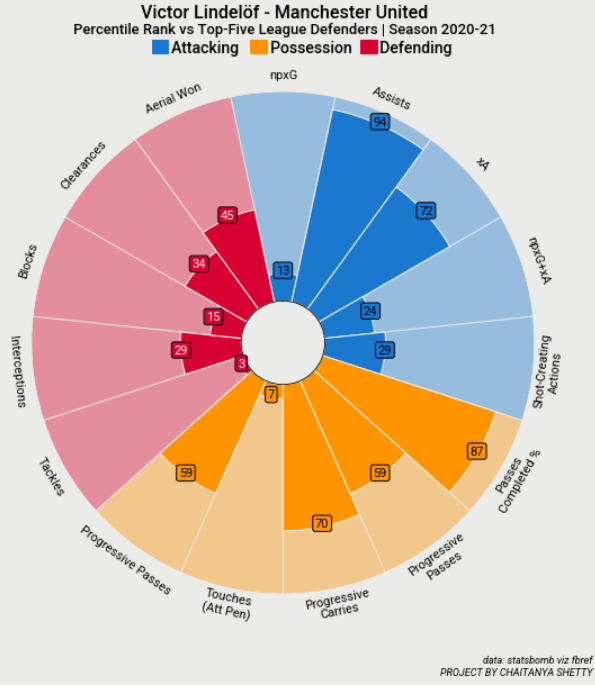 Victor Lindelöf - Manchester United
Percentile Rank vs Top-Five League Defenders | Season 2020-21
Attacking Possession Defending
npxG
Assists
xA
npxG+xA
Shot-Creating
Actions
Passes
Completed %
Progressive
Passes
Progressive
Carries
Touches
(Att Pen)
Progressive Passes
Tackles
Interceptions
Blocks
Clearances
Aerial Won
13
94
72
24
29
87
59
70
7
59
3
29
15
34
45
data: statsbomb viz fbref
PROJECT BY CHAITANYA SHETTY